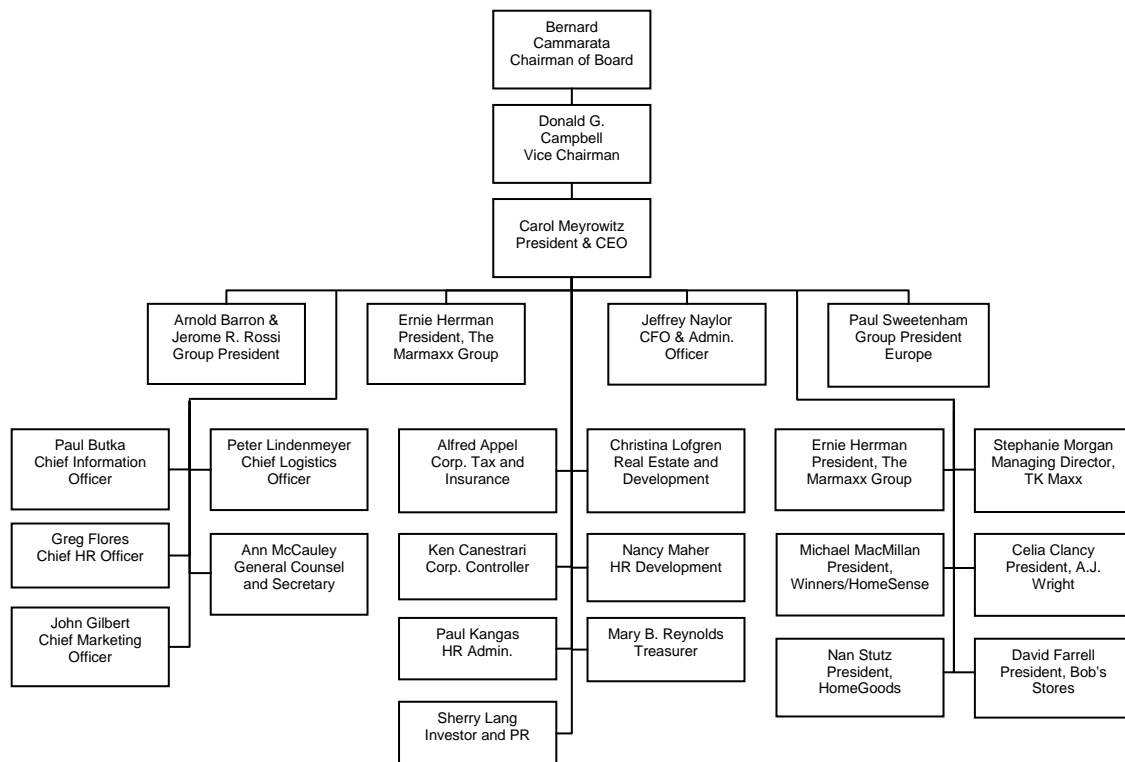 Bernard
Cammarata
Chairman of Board
Donald G.
Campbell
Vice Chairman
Carol Meyrowitz
President & CEO
Arnold Barron &
Jerome R. Rossi
Group President
Ernie Herrman
President, The
Marmaxx Group
Jeffrey Naylor
CFO & Admin.
Officer
Paul Sweetenham
Group President
Europe
Paul Butka
Chief Information
Officer
Peter Lindenmeyer
Chief Logistics
Officer
Alfred Appel
Corp. Tax and
Insurance
Christina Lofgren
Real Estate and
Development
Ernie Herrman
President, The
Marmaxx Group
Stephanie Morgan
Managing Director,
TK Maxx
Greg Flores
Chief HR Officer
Ann McCauley
General Counsel
and Secretary
Ken Canestrari
Corp. Controller
Nancy Maher
HR Development
Michael MacMillan
President,
Winners/HomeSense
Celia Clancy
President, A.J.
Wright
John Gilbert
Chief Marketing
Officer
Paul Kangas
HR Admin.
Mary B. Reynolds
Treasurer
Nan Stutz
President,
HomeGoods
David Farrell
President, Bob's
Stores
Sherry Lang
Investor and PR